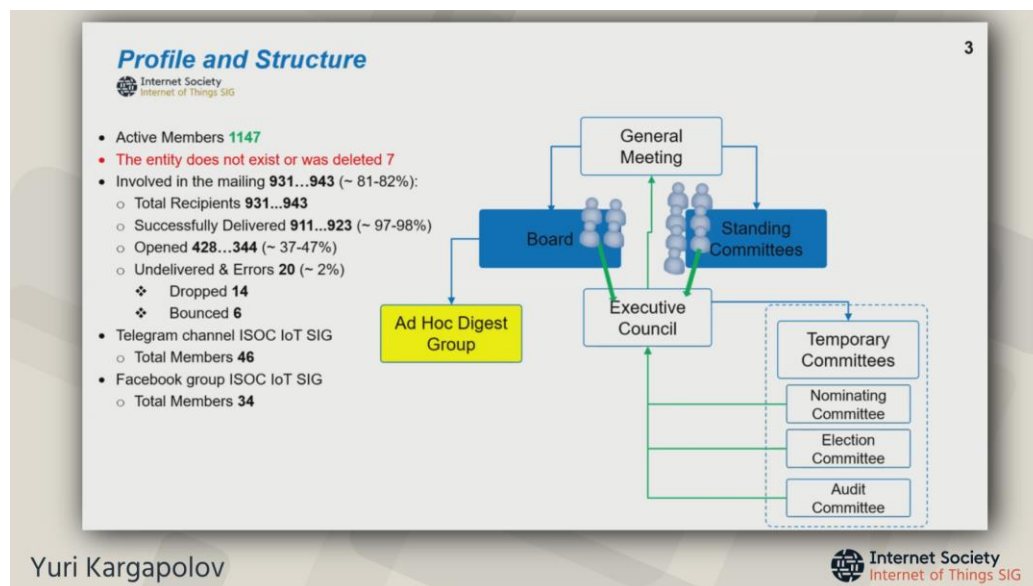 3
Profile and Structure
Internet Society
Internet of Things SIG
• Active Members 1147
• The entity does not exist or was deleted 7
• Involved in the mailing 931…943 (~ 81-82%):
o Total Recipients 931...943
o Successfully Delivered 911...923 (~ 97-98%)
o Opened 428…344 (~ 37-47%)
o Undelivered & Errors 20 (~ 2%)
❖ Dropped 14
❖ Bounced 6
• Telegram channel ISOC IoT SIG
o Total Members 46
• Facebook group ISOC IoT SIG
o Total Members 34
General
Meeting
Board
Standing
Committees
Executive
Council
Ad Hoc Digest
Group
Temporary
Committees
Nominating
Committee
Election
Committee
Audit
Committee
Yuri Kargapolov
Internet Society
Internet of Things SIG